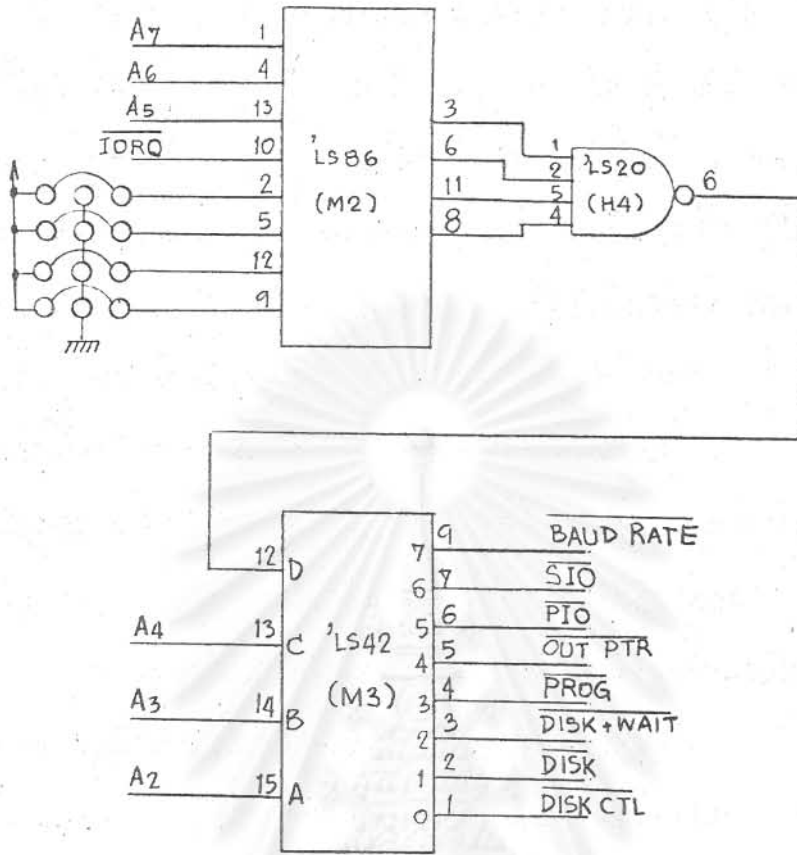 A7 1
A6 4
A5 13
IORQ 10
2
5
12
9
'LS86
(M2)
3
6
11
8
1
2
5
4
'LS20
(H4)
6
12 D
A4 13 C
A3 14 B
A2 15 A
'LS42
(M3)
7 9 BAUD RATE
6 7 SIO
5 6 PIO
4 5 OUT PTR
3 4 PROG
2 3 DISK + WAIT
1 2 DISK
0 1 DISK CTL